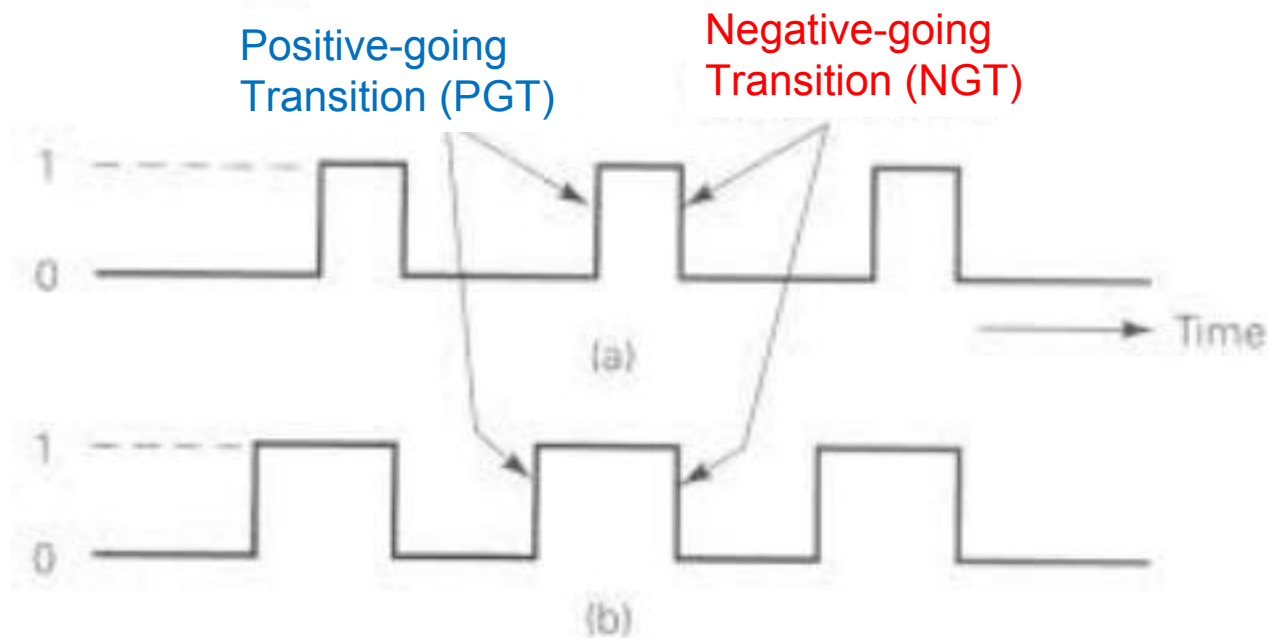 Positive-going
Transition (PGT)
Negative-going
Transition (NGT)
1
0
Time
(a)
1
0
(b)